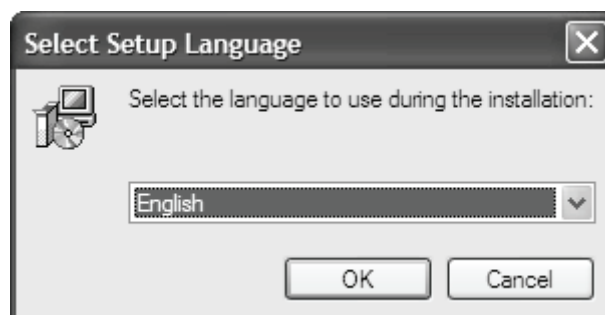 Select Setup Language
Select the language to use during the installation:
English
OK
Cancel